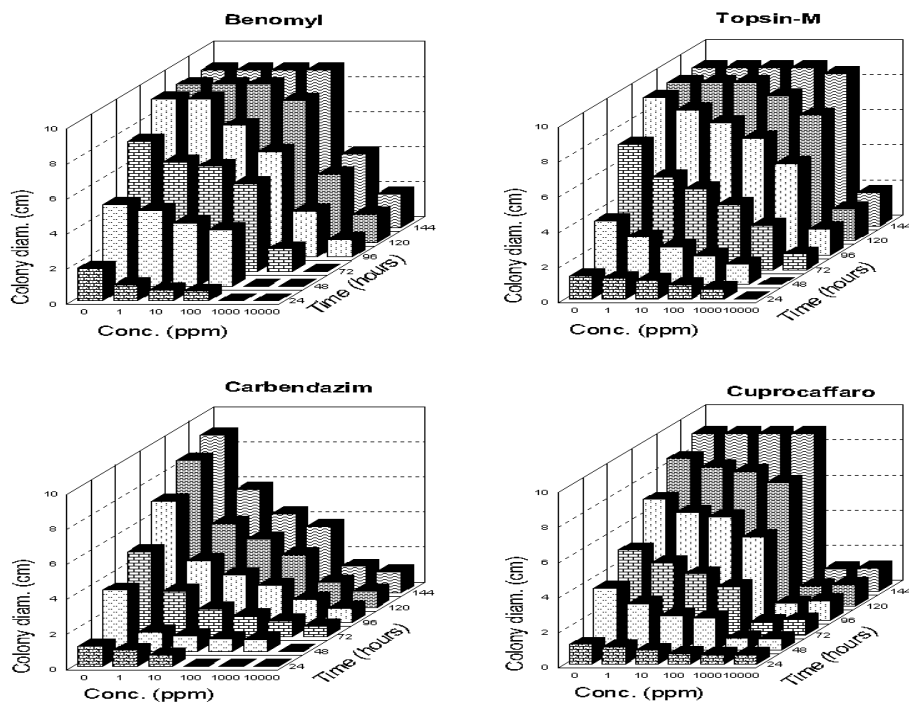 Benomyl
10
8
6
4
2
0
Colony diam. (cm)
0 1 10 100 1000 10000
Conc. (ppm)
24 48 72 96 120 144
Time (hours)
Topsin-M
10
8
6
4
2
0
Colony diam. (cm)
0 1 10 100 1000 10000
Conc. (ppm)
24 48 72 96 120 144
Time (hours)
Carbendazim
10
8
6
4
2
0
Colony diam. (cm)
0 1 10 100 1000 10000
Conc. (ppm)
24 48 72 96 120 144
Time (hours)
Cuprocaffaro
10
8
6
4
2
0
Colony diam. (cm)
0 1 10 100 1000 10000
Conc. (ppm)
24 48 72 96 120 144
Time (hours)